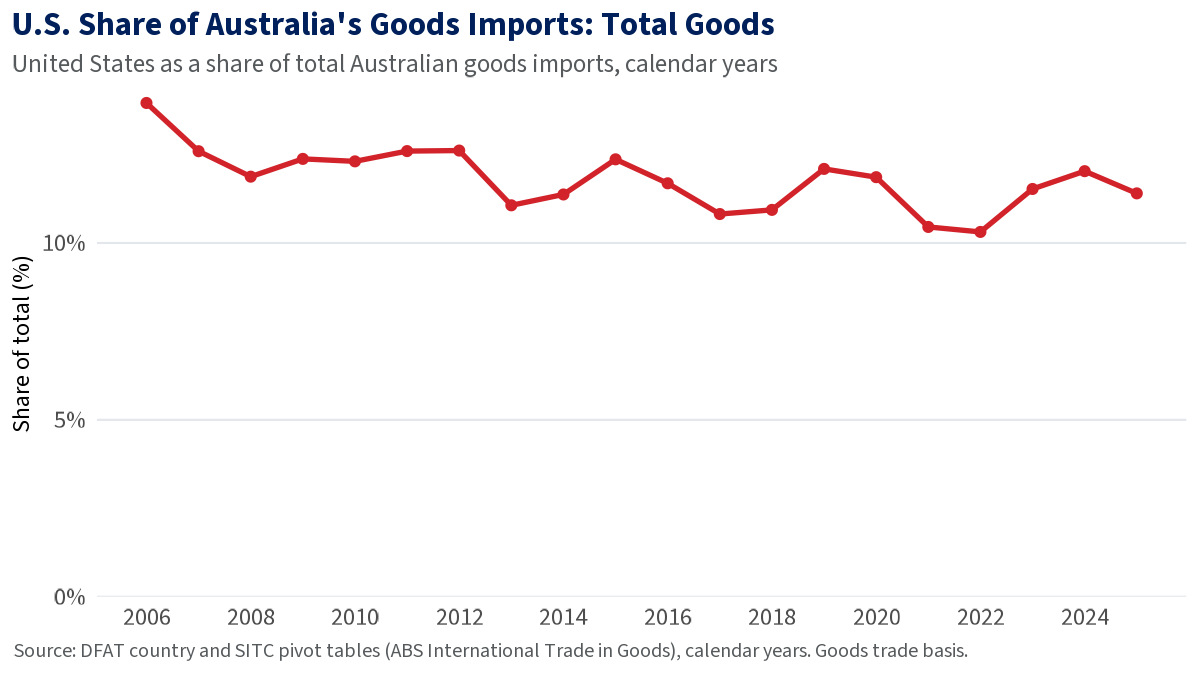 U.S. Share of Australia's Goods Imports: Total Goods
United States as a share of total Australian goods imports, calendar years
Share of total (%)
10%
5%
0%
2006 2008 2010 2012 2014 2016 2018 2020 2022 2024
Source: DFAT country and SITC pivot tables (ABS International Trade in Goods), calendar years. Goods trade basis.